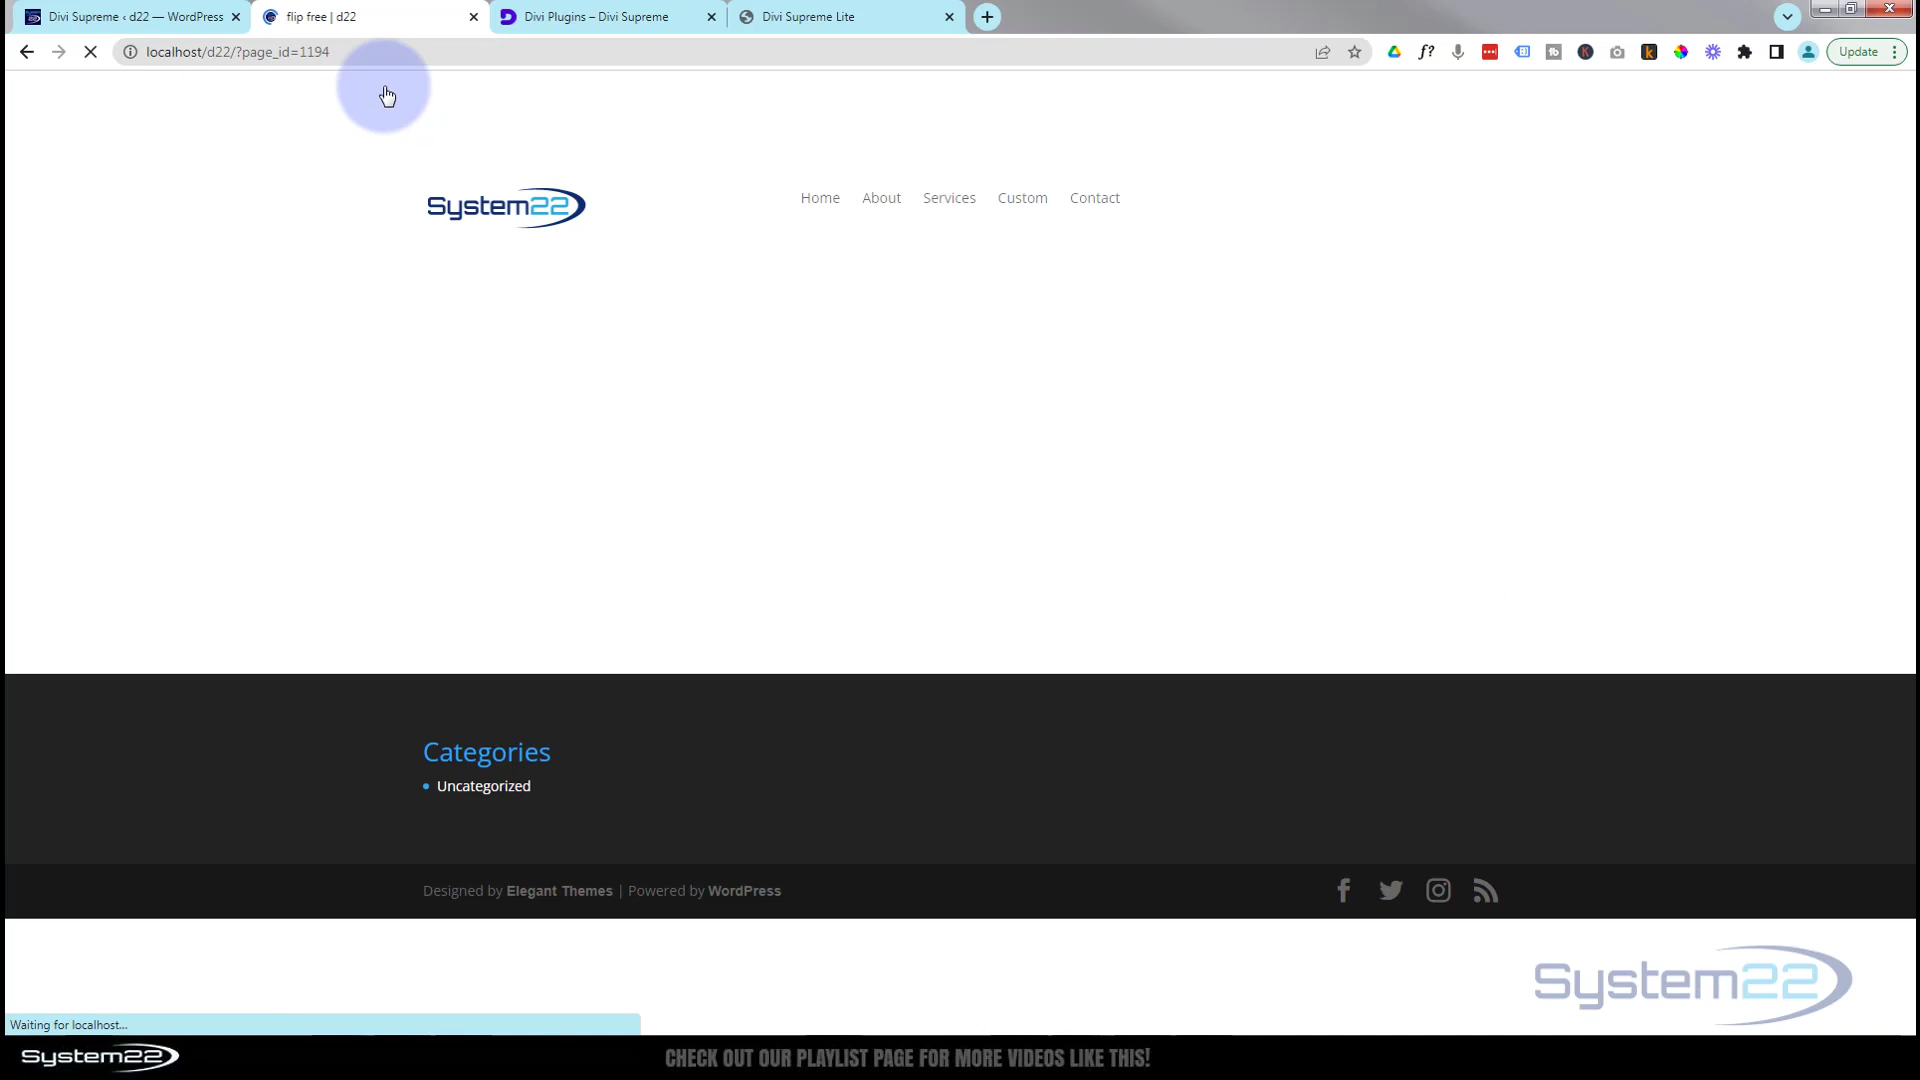 Divi Supreme ‹ d22 — WordPress
flip free | d22
Divi Plugins – Divi Supreme
Divi Supreme Lite
localhost/d22/?page_id=1194
Update
System22
Home
About
Services
Custom
Contact
Categories
Uncategorized
Designed by Elegant Themes | Powered by WordPress
System22
Waiting for localhost...
System22
CHECK OUT OUR PLAYLIST PAGE FOR MORE VIDEOS LIKE THIS!